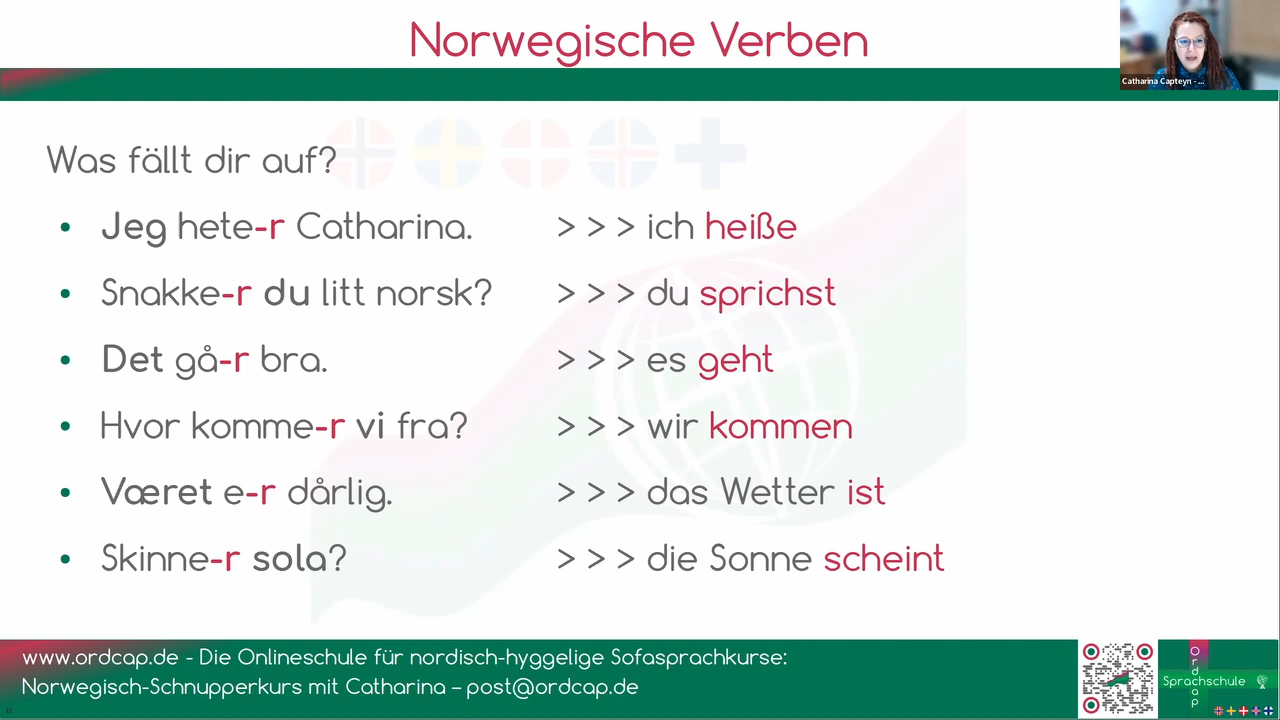 Norwegische Verben
Catharina Capteyn - ...
Was fällt dir auf?
• Jeg hete-r Catharina. > > > ich heiße
• Snakke-r du litt norsk? > > > du sprichst
• Det gå-r bra. > > > es geht
• Hvor komme-r vi fra? > > > wir kommen
• Været e-r dårlig. > > > das Wetter ist
• Skinne-r sola? > > > die Sonne scheint
www.ordcap.de - Die Onlineschule für nordisch-hyggelige Sofasprachkurse:
Norwegisch-Schnupperkurs mit Catharina – post@ordcap.de
Ordcap
Sprachschule